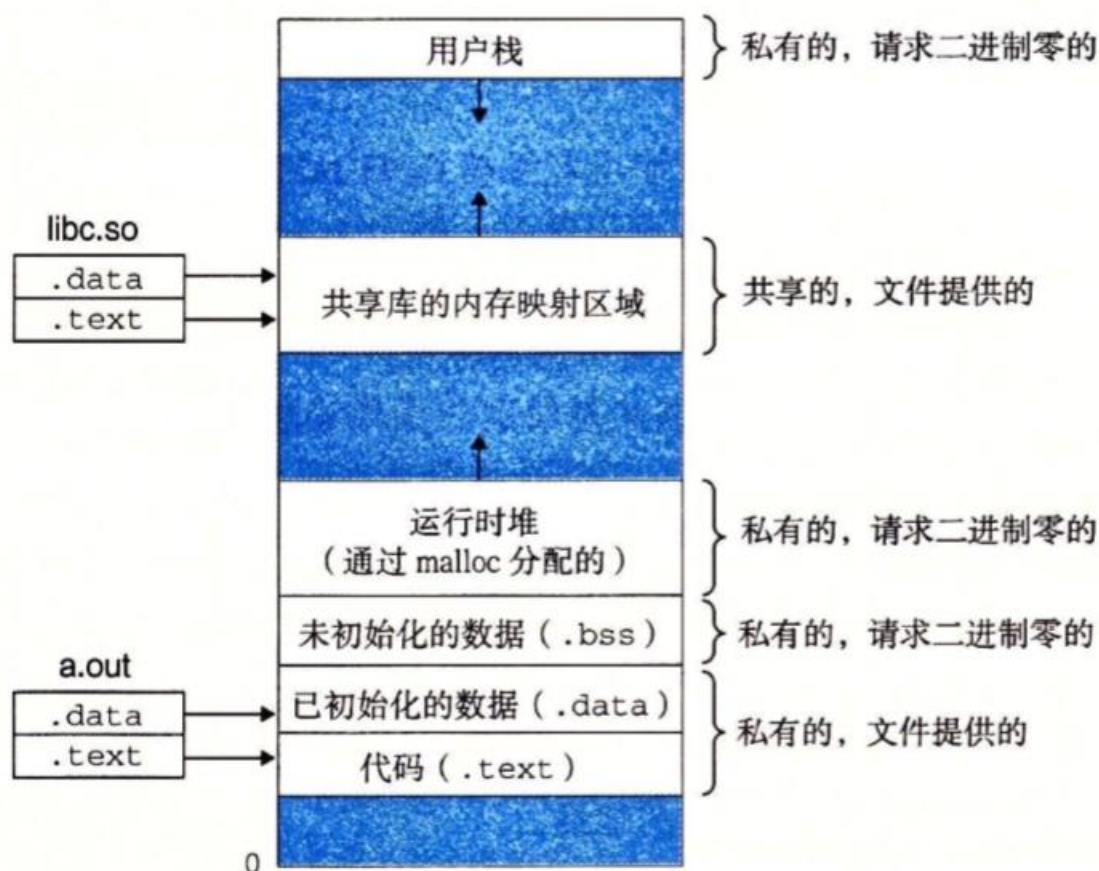 用户栈
私有的，请求二进制零的
libc.so
.data
.text
共享库的内存映射区域
共享的，文件提供的
运行时堆
（通过 malloc 分配的）
私有的，请求二进制零的
未初始化的数据（.bss）
私有的，请求二进制零的
a.out
.data
.text
已初始化的数据（.data）
代码（.text）
私有的，文件提供的
0